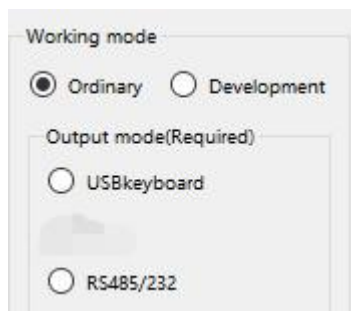 Working mode
Ordinary Development
Output mode(Required)
USBkeyboard
RS485/232